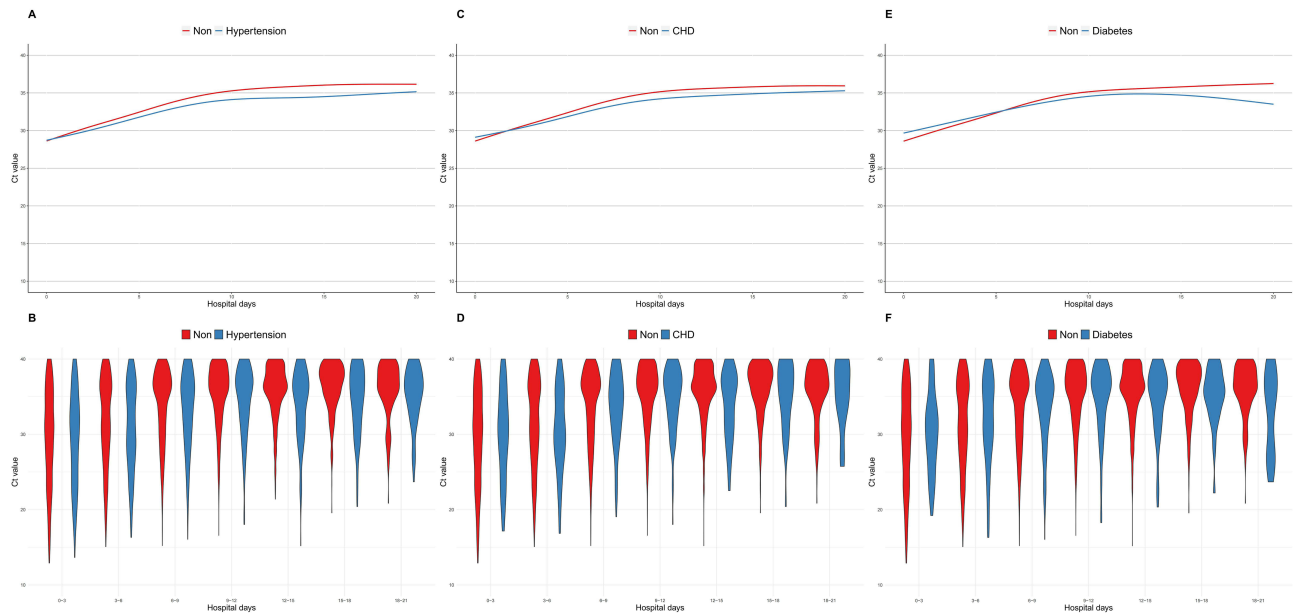 A
Non Hypertension
40
35
30
25
20
15
10
Ct value
0 5 10 15 20
Hospital days
C
Non CHD
40
35
30
25
20
15
10
Ct value
0 5 10 15 20
Hospital days
E
Non Diabetes
40
35
30
25
20
15
10
Ct value
0 5 10 15 20
Hospital days
B
Non Hypertension
40
30
20
10
Ct value
0-3 3-6 6-9 9-12 12-15 15-18 18-21
Hospital days
D
Non CHD
40
30
20
10
Ct value
0-3 3-6 6-9 9-12 12-15 15-18 18-21
Hospital days
F
Non Diabetes
40
30
20
10
Ct value
0-3 3-6 6-9 9-12 12-15 15-18 18-21
Hospital days